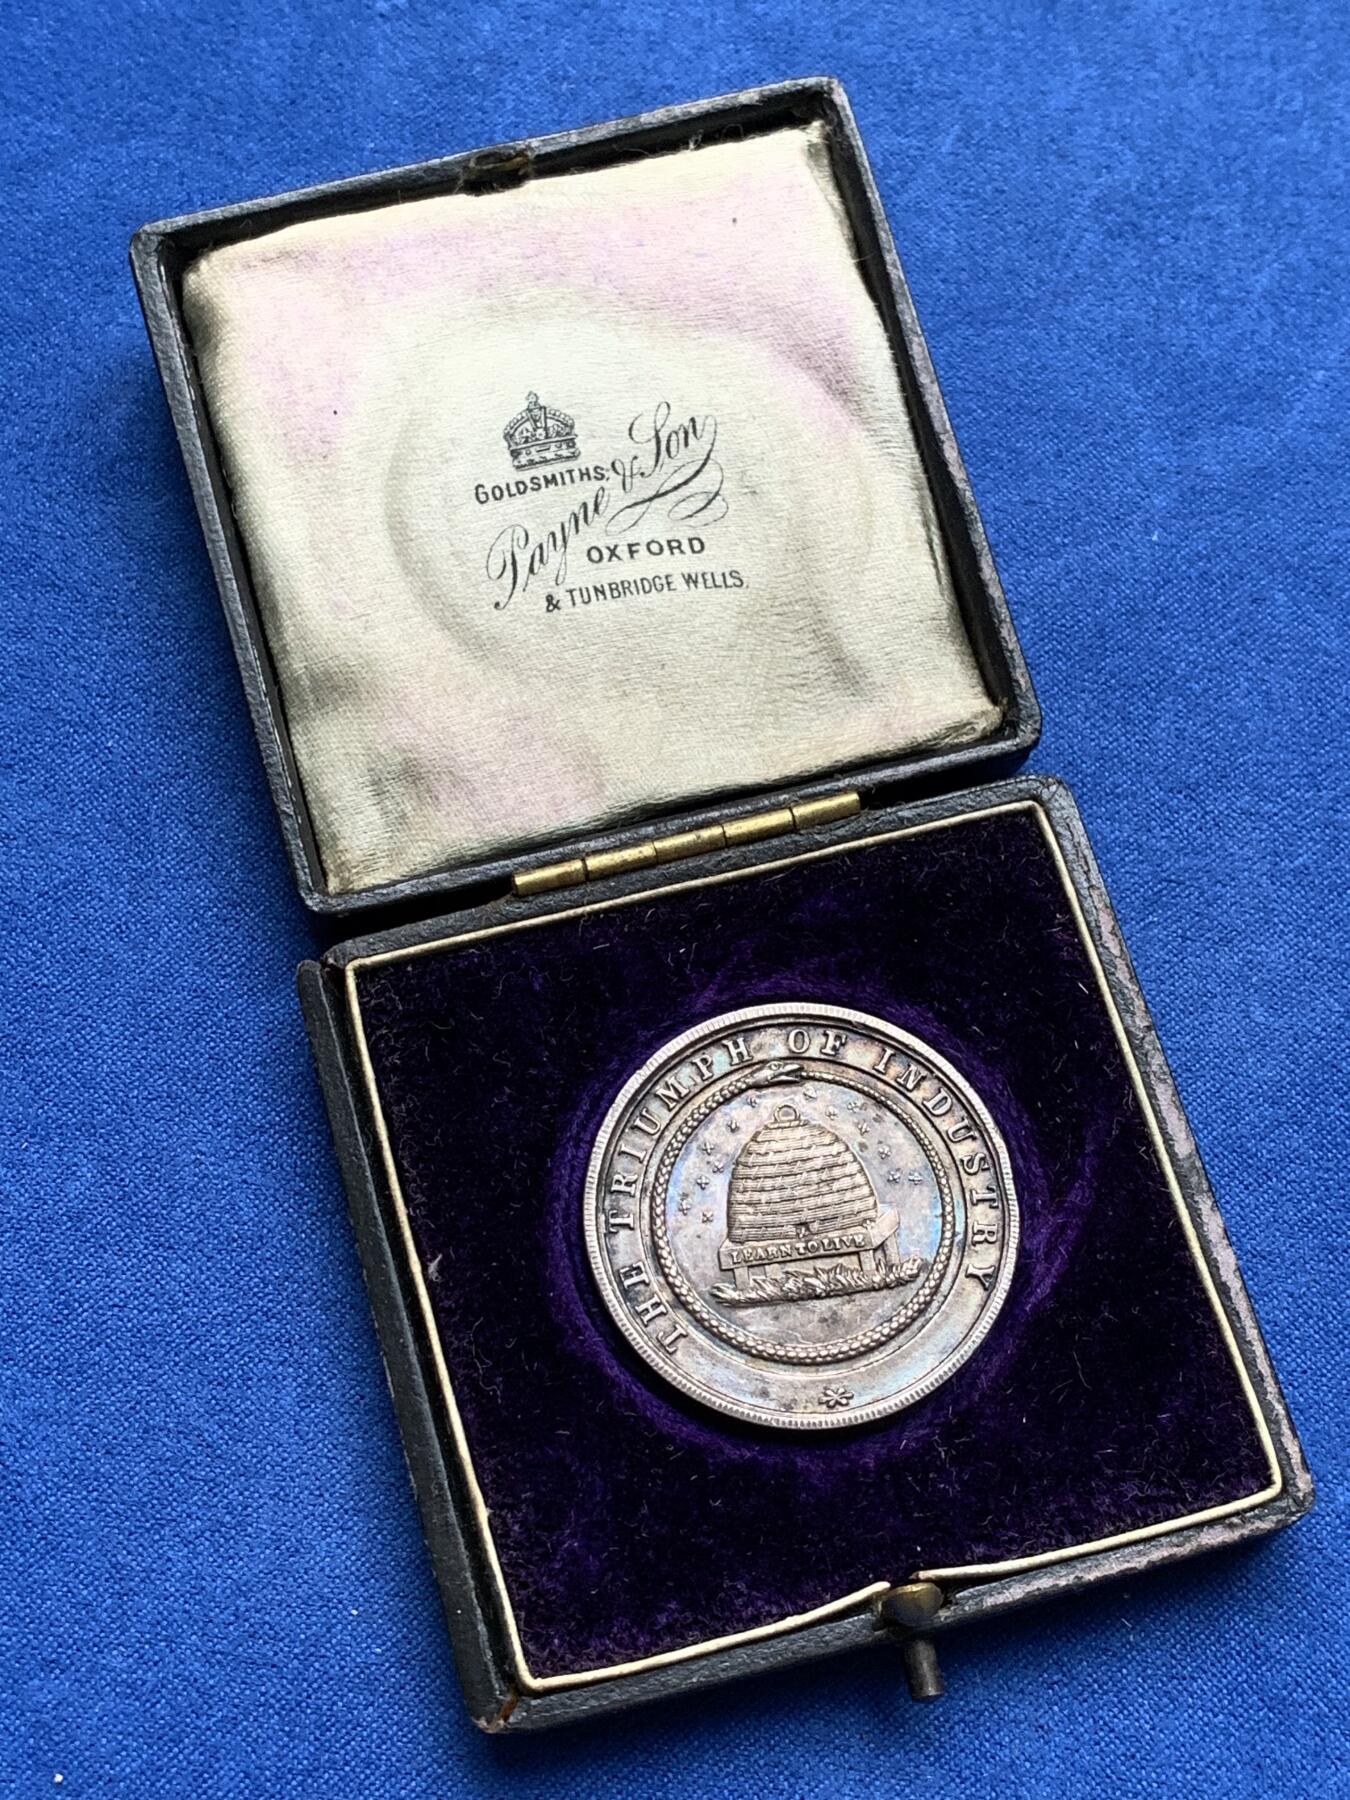 GOLDSMITHS,
Payne & Son
OXFORD
& TUNBRIDGE WELLS.
THE TRIUMPH OF INDUSTRY
LEARN TO LIVE